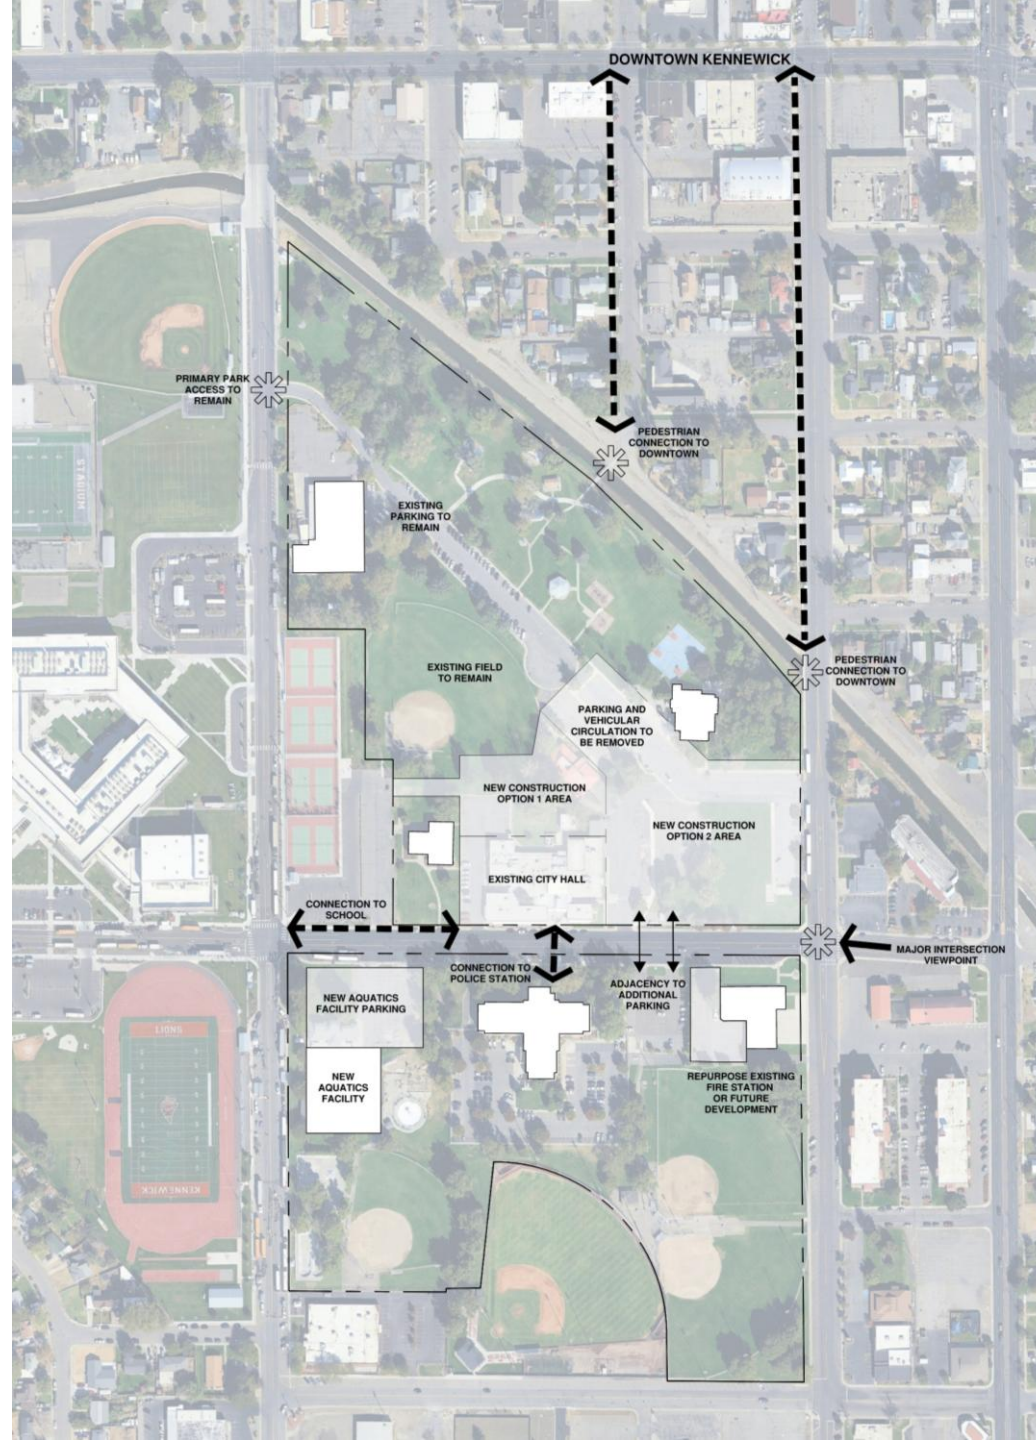 DOWNTOWN KENNEWICK
PRIMARY PARK
ACCESS TO
REMAIN
PEDESTRIAN
CONNECTION TO
DOWNTOWN
STADIUM
EXISTING
PARKING TO
REMAIN
EXISTING FIELD
TO REMAIN
PEDESTRIAN
CONNECTION TO
DOWNTOWN
PARKING AND
VEHICULAR
CIRCULATION TO
BE REMOVED
NEW CONSTRUCTION
OPTION 1 AREA
NEW CONSTRUCTION
OPTION 2 AREA
EXISTING CITY HALL
CONNECTION TO
SCHOOL
MAJOR INTERSECTION
VIEWPOINT
CONNECTION TO
POLICE STATION
ADJACENCY TO
ADDITIONAL
PARKING
NEW AQUATICS
FACILITY PARKING
LIONS
NEW
AQUATICS
FACILITY
REPURPOSE EXISTING
FIRE STATION
OR FUTURE
DEVELOPMENT
KENNEWICK